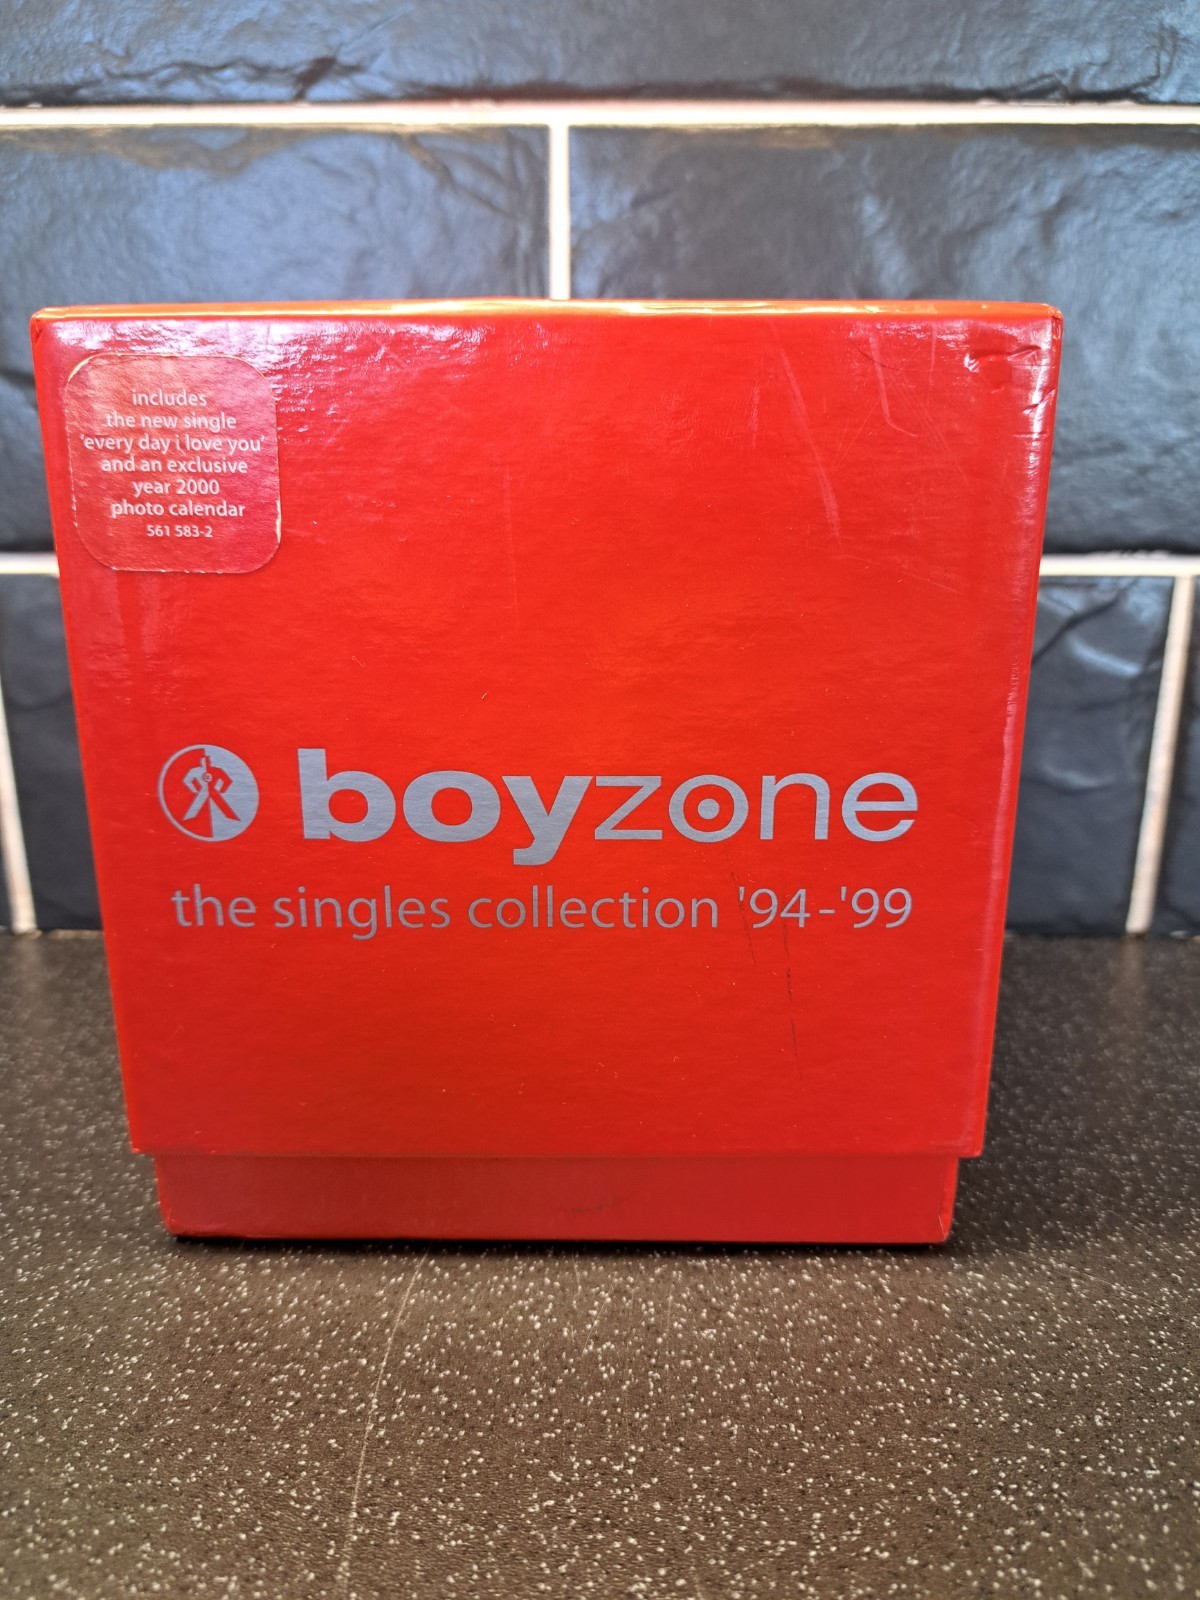 includes
the new single
'every day i love you'
and an exclusive
year 2000
photo calendar
561 583-2
boyzone
the singles collection '94-'99